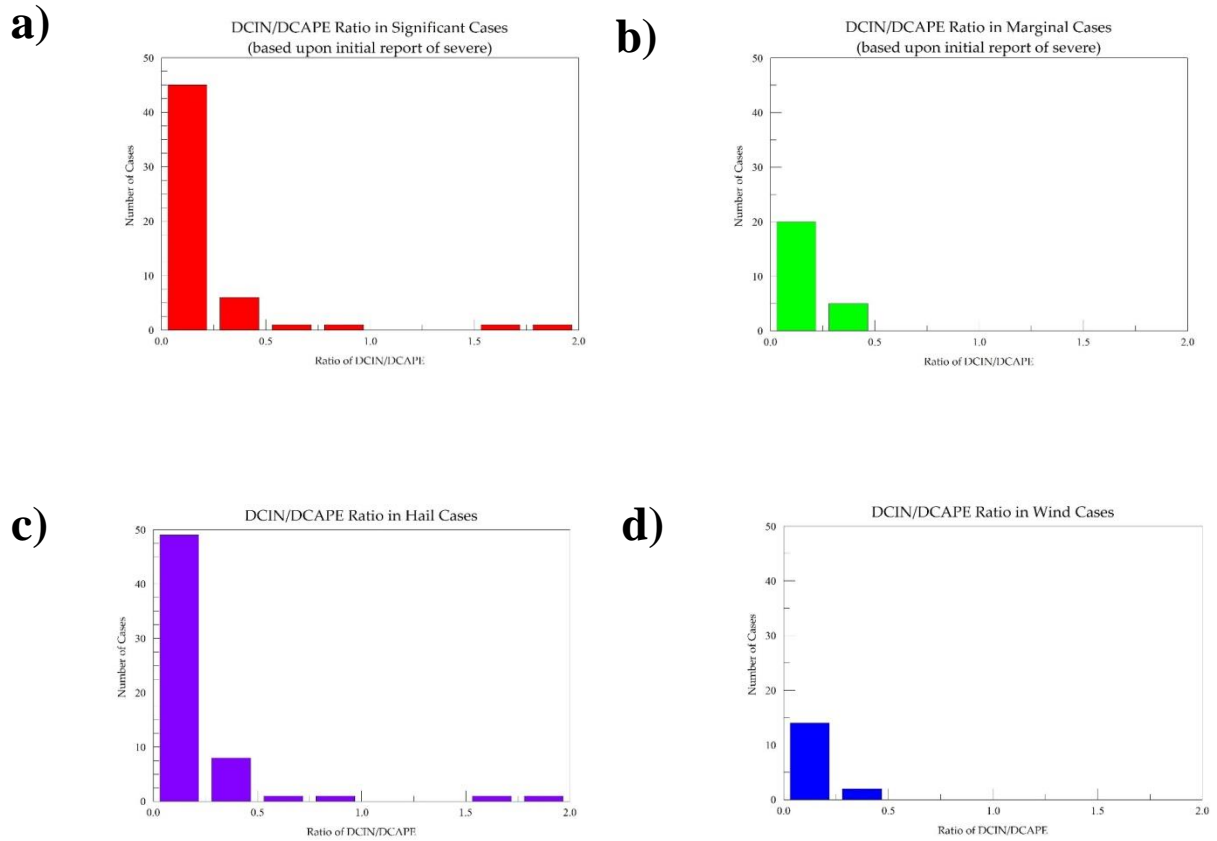 a)
DCIN/DCAPE Ratio in Significant Cases
(based upon initial report of severe)
50
40
30
20
10
0
Number of Cases
0.0 0.5 1.0 1.5 2.0
Ratio of DCIN/DCAPE
b)
DCIN/DCAPE Ratio in Marginal Cases
(based upon initial report of severe)
50
40
30
20
10
0
Number of Cases
0.0 0.5 1.0 1.5 2.0
Ratio of DCIN/DCAPE
c)
DCIN/DCAPE Ratio in Hail Cases
50
40
30
20
10
0
Number of Cases
0.0 0.5 1.0 1.5 2.0
Ratio of DCIN/DCAPE
d)
DCIN/DCAPE Ratio in Wind Cases
50
40
30
20
10
0
Number of Cases
0.0 0.5 1.0 1.5 2.0
Ratio of DCIN/DCAPE